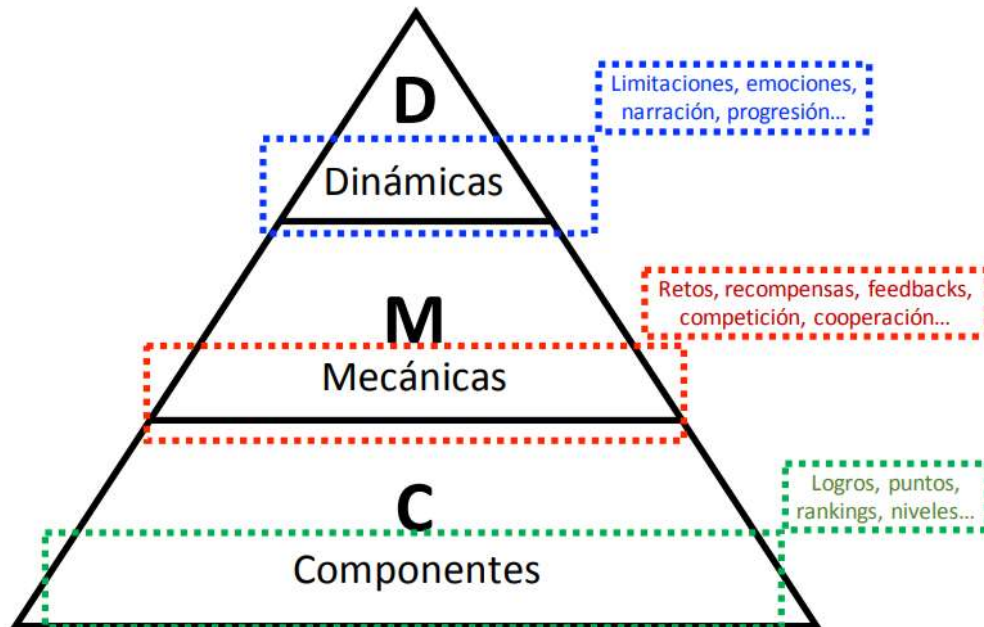 D
Limitaciones, emociones,
narración, progresión...
Dinámicas
M
Retos, recompensas, feedbacks,
competición, cooperación...
Mecánicas
C
Logros, puntos,
rankings, niveles...
Componentes